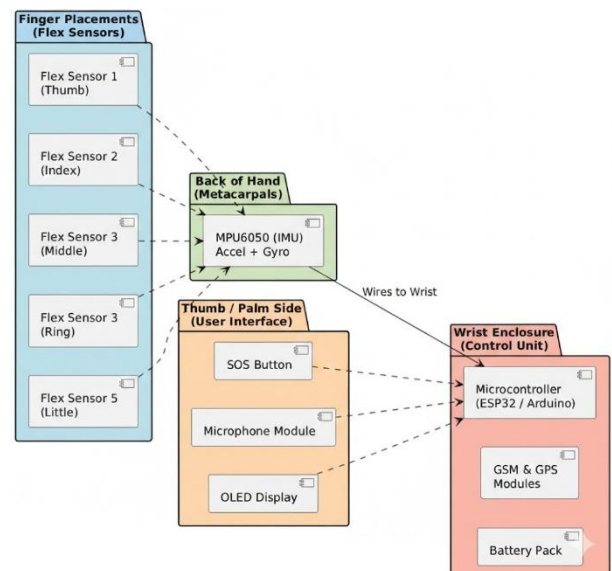 Finger Placements
(Flex Sensors)
Flex Sensor 1
(Thumb)
Flex Sensor 2
(Index)
Flex Sensor 3
(Middle)
Flex Sensor 3
(Ring)
Flex Sensor 5
(Little)
Back of Hand
(Metacarpals)
MPU6050 (IMU)
Accel + Gyro
Wires to Wrist
Thumb / Palm Side
(User Interface)
SOS Button
Microphone Module
OLED Display
Wrist Enclosure
(Control Unit)
Microcontroller
(ESP32 / Arduino)
GSM & GPS
Modules
Battery Pack